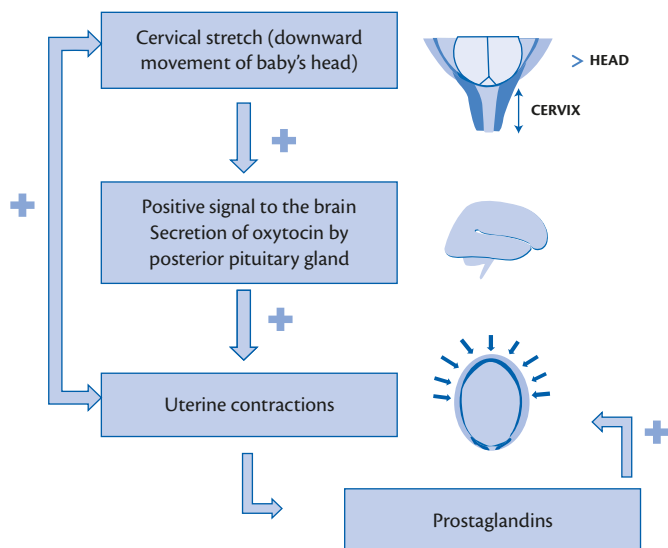 Cervical stretch (downward
movement of baby's head)
> HEAD
CERVIX
+
+
Positive signal to the brain
Secretion of oxytocin by
posterior pituitary gland
+
Uterine contractions
+
Prostaglandins